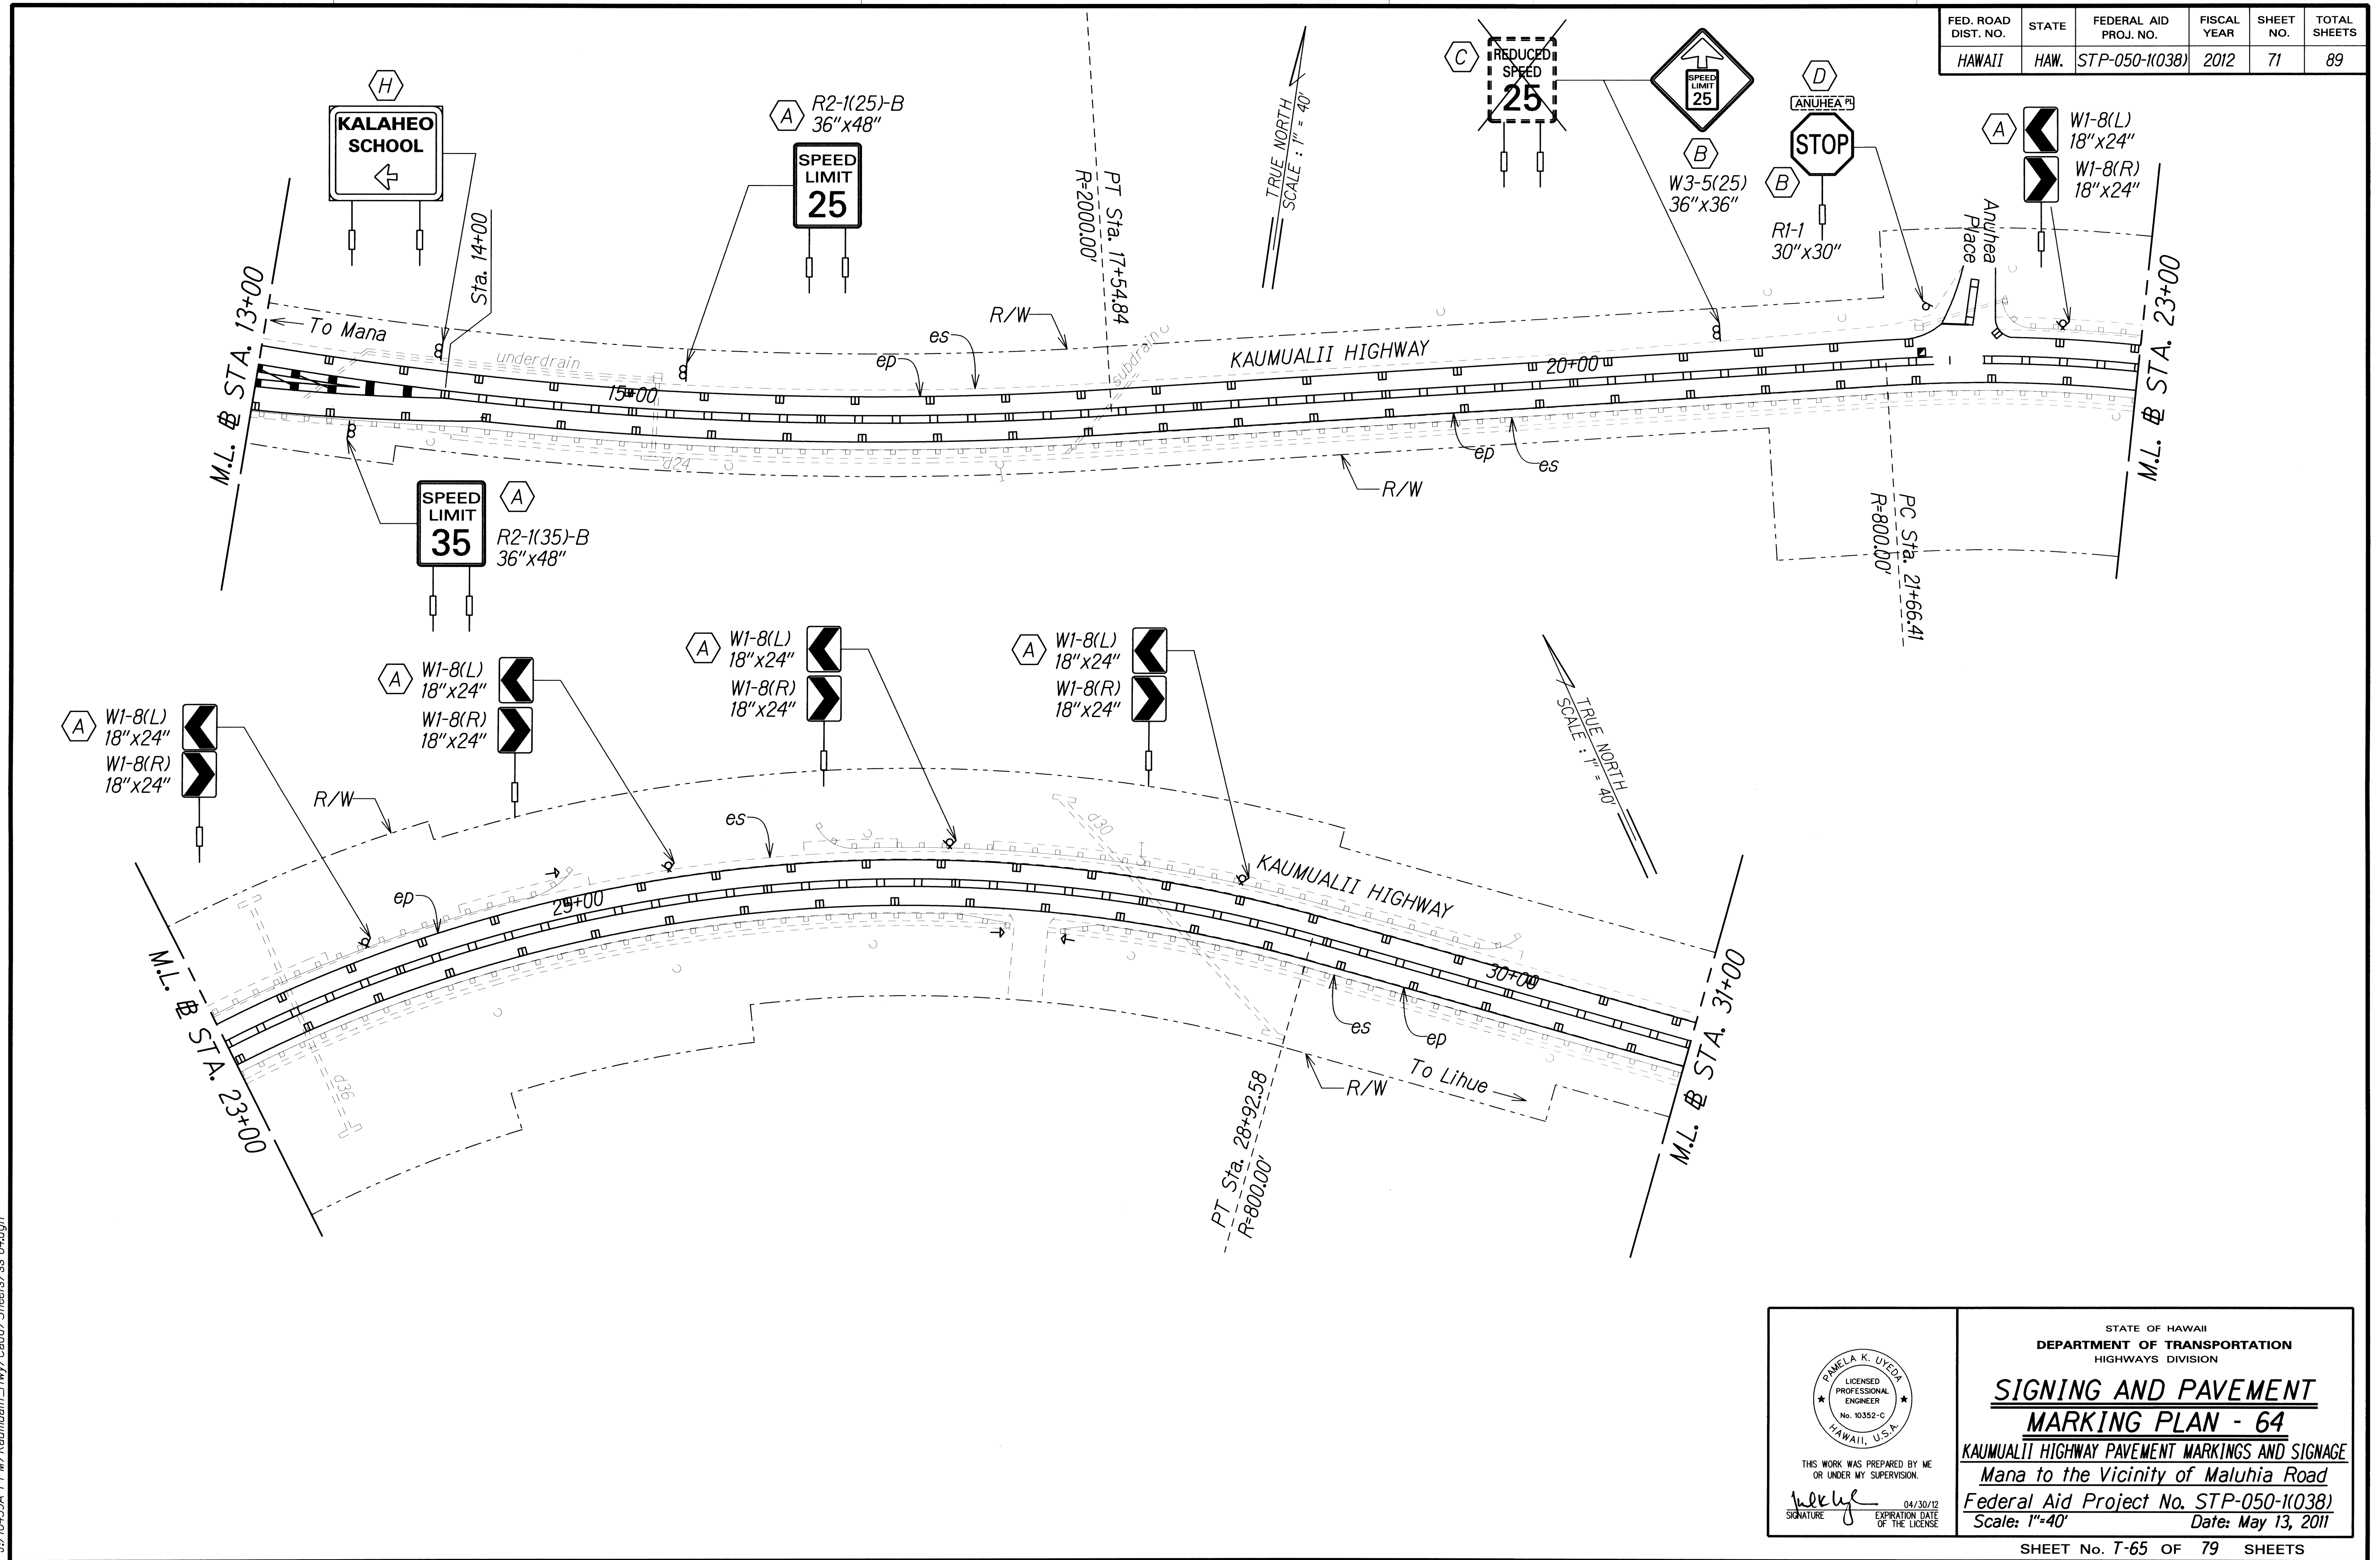 FED. ROAD DIST. NO.
STATE
FEDERAL AID PROJ. NO.
FISCAL YEAR
SHEET NO.
TOTAL SHEETS
HAWAII
HAW.
STP-050-1(038)
2012
71
89
H
KALAHEO
SCHOOL
A
R2-1(25)-B
36"x48"
SPEED
LIMIT
25
TRUE NORTH
SCALE : 1" = 40'
C
REDUCED
SPEED
25
SPEED
LIMIT
25
B
W3-5(25)
36"x36"
D
ANUHEA PL
STOP
B
R1-1
30"x30"
A
W1-8(L)
18"x24"
W1-8(R)
18"x24"
Anuhea
Place
Sta. 14+00
PT Sta. 17+54.84
R=2000.00'
M.L. BL STA. 13+00
To Mana
underdrain
15+00
ep
es
R/W
subdrain
KAUMUALII HIGHWAY
20+00
M.L. BL STA. 23+00
d24
ep
es
R/W
PC Sta. 21+66.41
R=800.00'
SPEED
LIMIT
35
A
R2-1(35)-B
36"x48"
A
W1-8(L)
18"x24"
W1-8(R)
18"x24"
A
W1-8(L)
18"x24"
W1-8(R)
18"x24"
A
W1-8(L)
18"x24"
W1-8(R)
18"x24"
A
W1-8(L)
18"x24"
W1-8(R)
18"x24"
TRUE NORTH
SCALE : 1" = 40'
R/W
es
d30
ep
25+00
KAUMUALII HIGHWAY
30+00
M.L. BL STA. 23+00
d36
es
ep
R/W
To Lihue
M.L. BL STA. 31+00
PT Sta. 28+92.58
R=800.00'
PAMELA K. UYEDA
LICENSED
PROFESSIONAL
ENGINEER
No. 10352-C
HAWAII, U.S.A.
THIS WORK WAS PREPARED BY ME
OR UNDER MY SUPERVISION.
04/30/12
SIGNATURE
EXPIRATION DATE
OF THE LICENSE
STATE OF HAWAII
DEPARTMENT OF TRANSPORTATION
HIGHWAYS DIVISION
SIGNING AND PAVEMENT
MARKING PLAN - 64
KAUMUALII HIGHWAY PAVEMENT MARKINGS AND SIGNAGE
Mana to the Vicinity of Maluhia Road
Federal Aid Project No. STP-050-1(038)
Scale: 1"=40' Date: May 13, 2011
SHEET No. T-65 OF 79 SHEETS